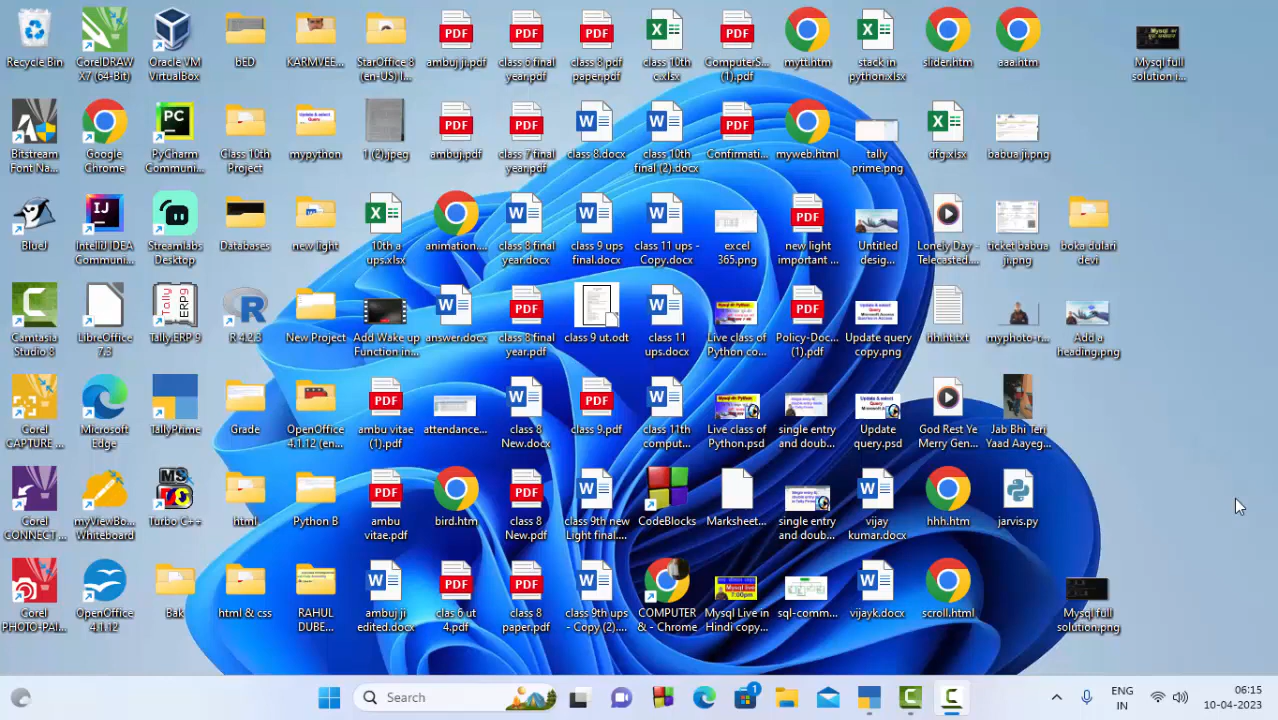 Recycle Bin
CorelDRAW
X7 (64-Bit)
Oracle VM
VirtualBox
bED
KARMVEE...
StarOffice 8
(en-US) I...
ambuj ji.pdf
class 6 final
year.pdf
class 8 pdf
paper.pdf
class 10th
c.xlsx
ComputerS...
(1).pdf
mytt.htm
stack in
python.xlsx
slider.htm
aaa.htm
Mysql full
solution i...
Bitstream
Font Na...
Google
Chrome
PyCharm
Commun...
Class 10th
Project
mypython
1 (2).jpeg
ambuj.pdf
class 7 final
year.pdf
class 8.docx
class 10th
final (2).docx
Confirmati...
myweb.html
tally
prime.png
dfg.xlsx
babua ji.png
BlueJ
IntelliJ IDEA
Communi...
Streamlabs
Desktop
Databases
new light
10th a
ups.xlsx
animation....
class 8 final
year.docx
class 9 ups
final.docx
class 11 ups -
Copy.docx
excel
365.png
new light
important ...
Untitled
desig...
Lonely Day -
Telecasted....
ticket babua
ji.png
boka dulari
devi
Camtasia
Studio 8
LibreOffice
7.3
Tally.ERP 9
R 4.2.3
New Project
Add Wake up
Function in...
answer.docx
class 8 final
year.pdf
class 9 ut.odt
class 11
ups.docx
Live class of
Python co...
Policy-Doc...
(1).pdf
Update query
copy.png
hhht.txt
myphoto-r...
Add a
heading.png
Corel
CAPTURE ...
Microsoft
Edge
TallyPrime
Grade
OpenOffice
4.1.12 (en...
ambu vitae
(1).pdf
attendance...
class 8
New.docx
class 9.pdf
class 11th
comput...
Live class of
Python.psd
single entry
and doub...
Update
query.psd
God Rest Ye
Merry Gen...
Jab Bhi Teri
Yaad Aayeg...
Corel
CONNECT ...
myViewBo...
Whiteboard
Turbo C++
html
Python B
ambu
vitae.pdf
bird.htm
class 8
New.pdf
class 9th new
Light final....
CodeBlocks
Marksheet...
single entry
and doub...
vijay
kumar.docx
hhh.htm
jarvis.py
Corel
PHOTO-PAI...
OpenOffice
4.1.12
Bak
html & css
RAHUL
DUBE...
ambuj ji
edited.docx
clas 6 ut
4.pdf
class 8
paper.pdf
class 9th ups
- Copy (2)....
COMPUTER
& - Chrome
Mysql Live in
Hindi copy...
sql-comm...
vijayk.docx
scroll.html
Mysql full
solution.png
Search
ENG
IN
06:15
10-04-2023